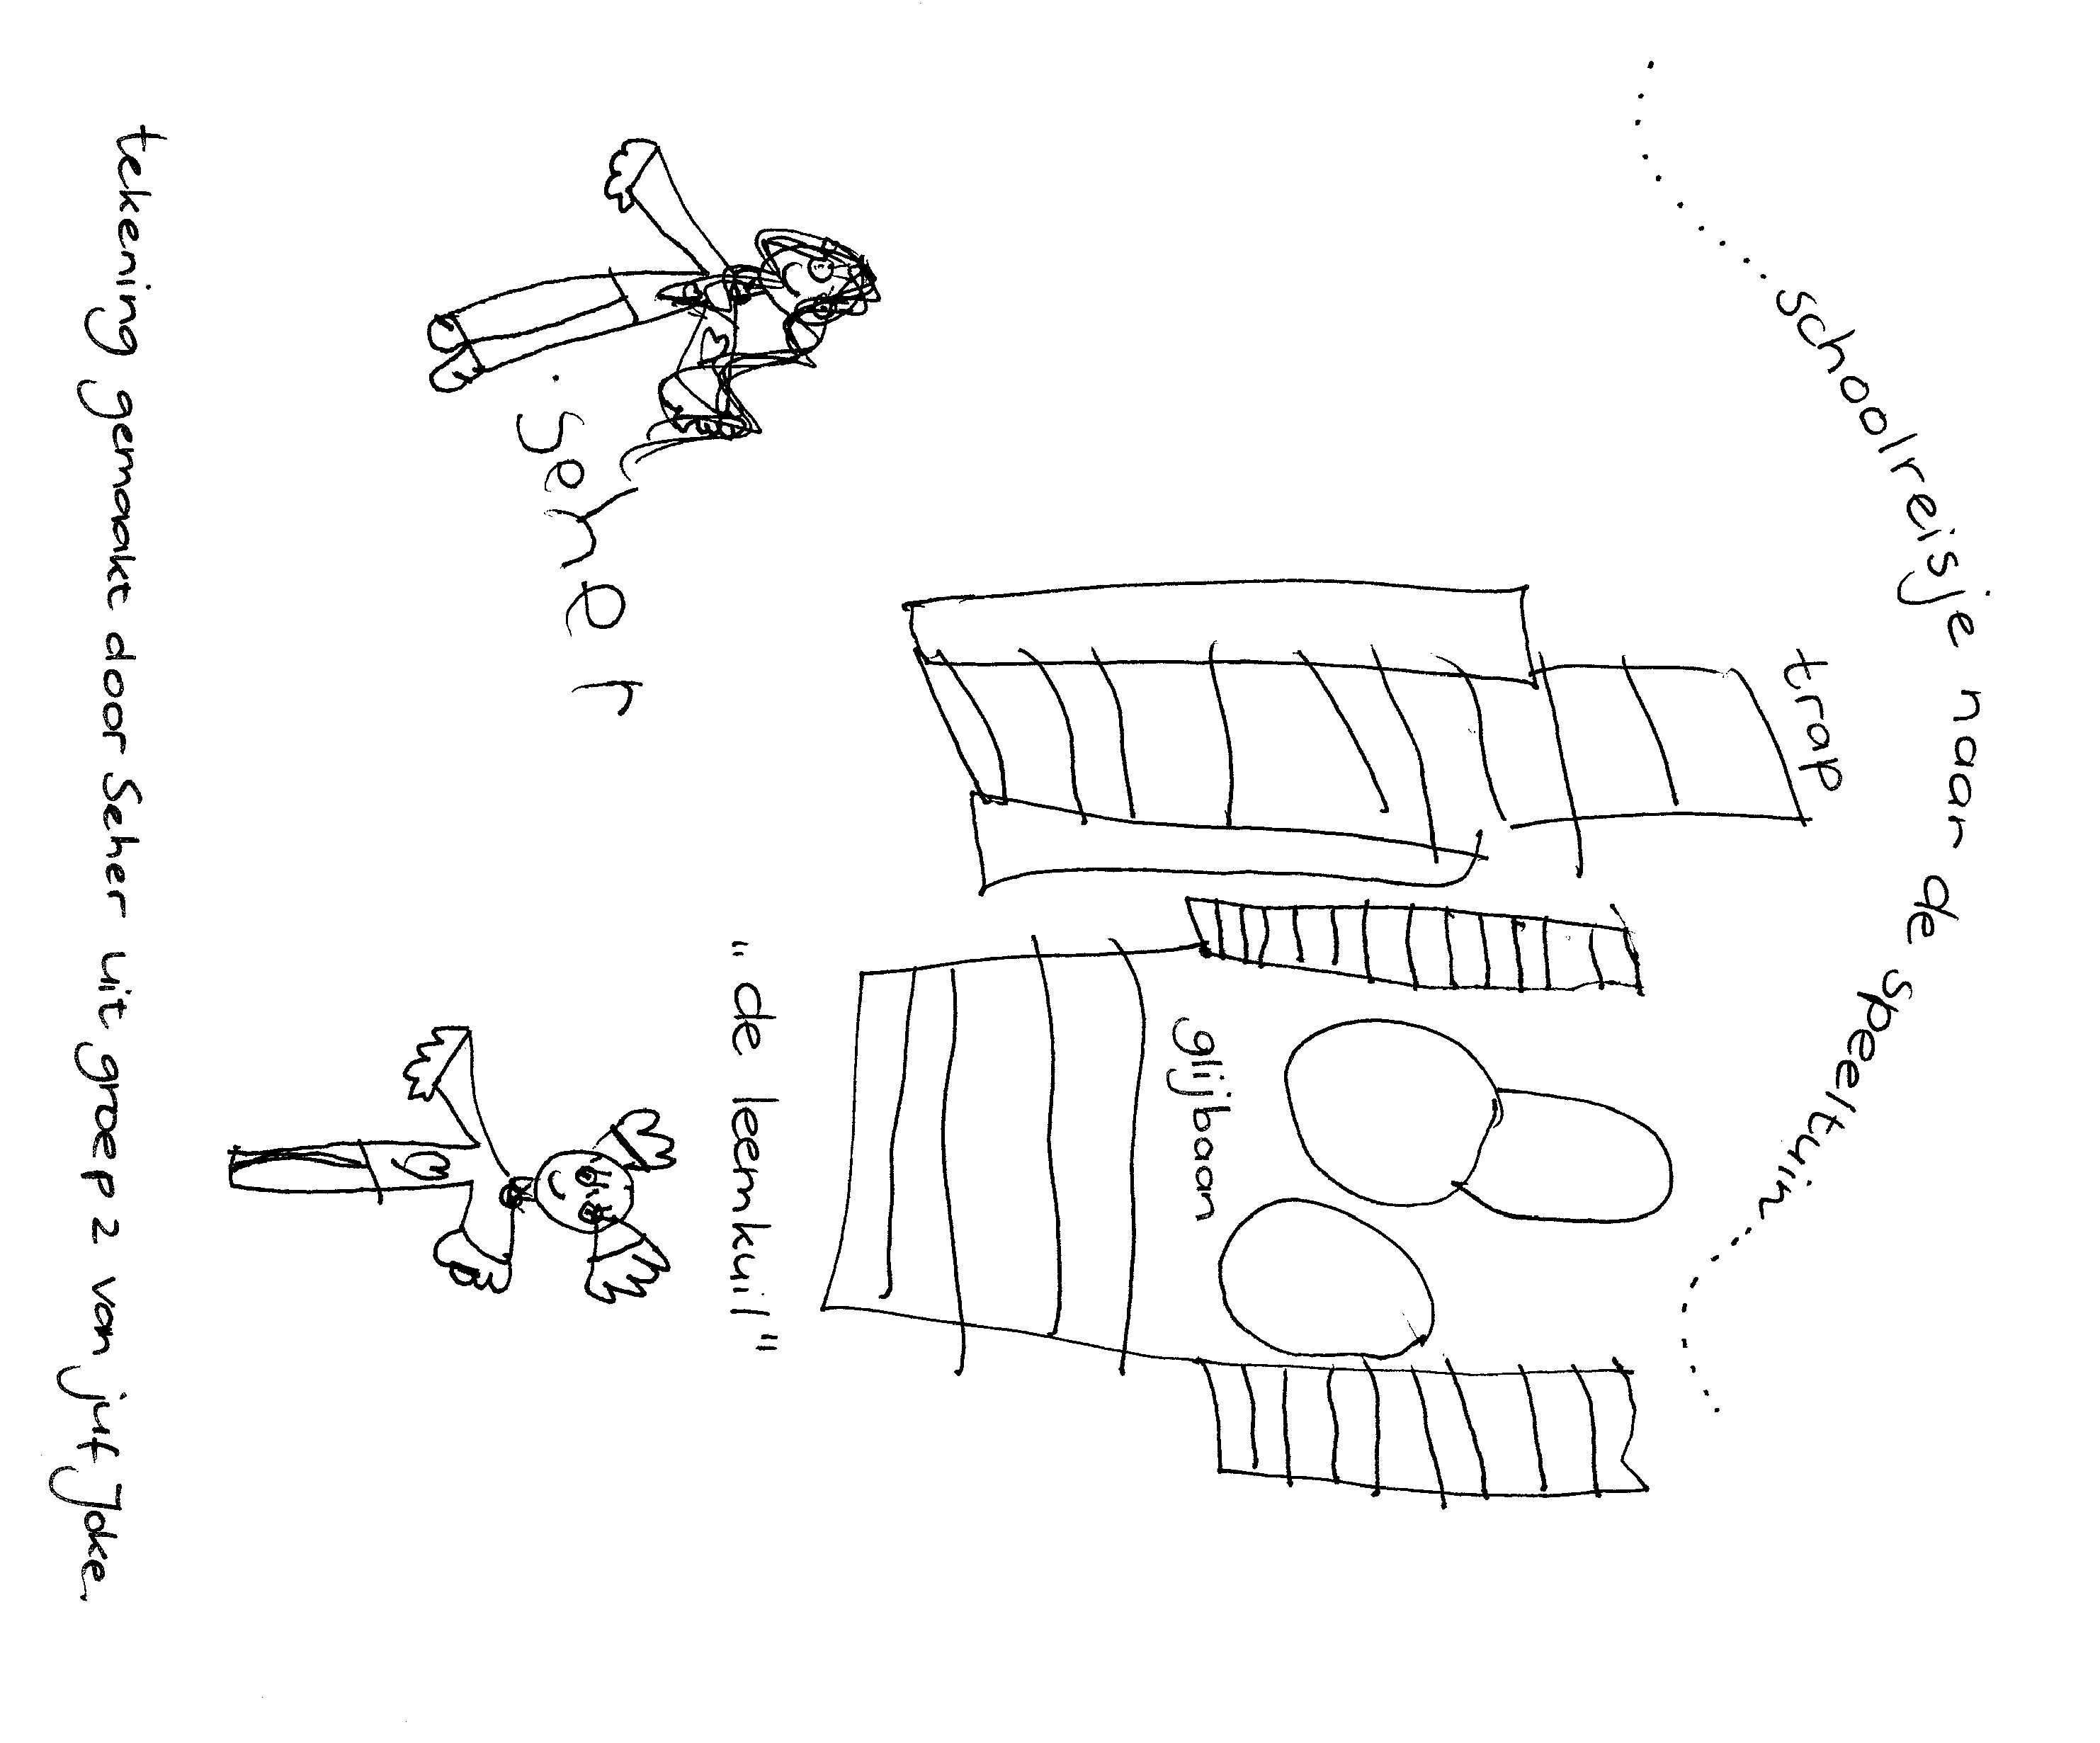 .........schoolreisje naar de speeltuin.........
trap
glijbaan
"de leemkuil"
seher
tekening gemaakt door Seher uit groep 2 van juf Joke.